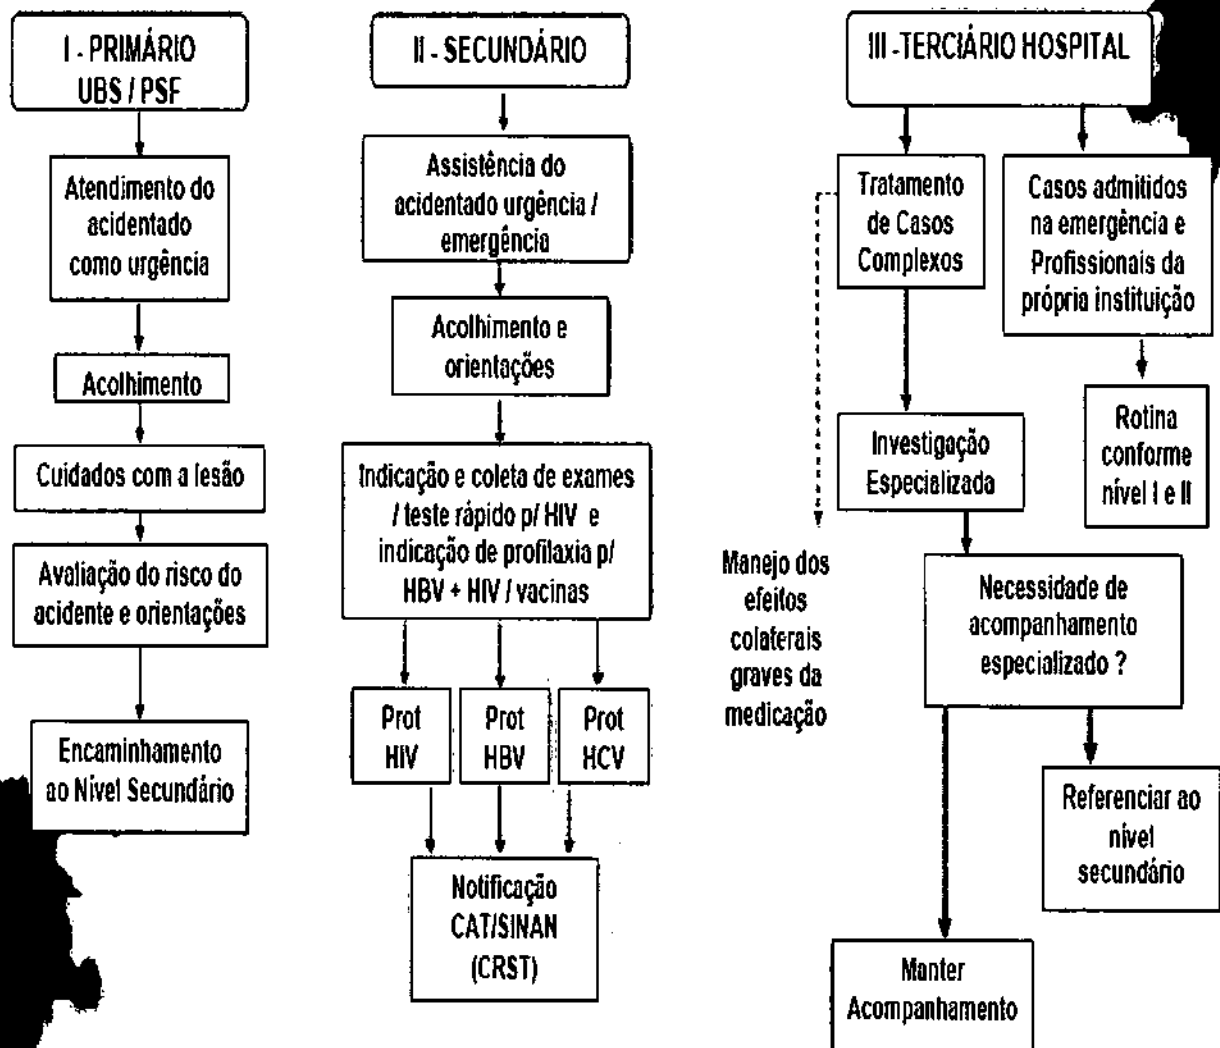 I - PRIMÁRIO
UBS / PSF
Atendimento do
acidentado
como urgência
Acolhimento
Cuidados com a lesão
Avaliação do risco do
acidente e orientações
Encaminhamento
ao Nível Secundário
II - SECUNDÁRIO
Assistência do
acidentado urgência /
emergência
Acolhimento e
orientações
Indicação e coleta de exames
/ teste rápido p/ HIV e
indicação de profilaxia p/
HBV + HIV / vacinas
Prot
HIV
Prot
HBV
Prot
HCV
Notificação
CAT/SINAN
(CRST)
III -TERCIÁRIO HOSPITAL
Tratamento
de Casos
Complexos
Casos admitidos
na emergência e
Profissionais da
própria instituição
Investigação
Especializada
Rotina
conforme
nível I e II
Manejo dos
efeitos
colaterais
graves da
medicação
Necessidade de
acompanhamento
especializado ?
Referenciar ao
nível
secundário
Manter
Acompanhamento